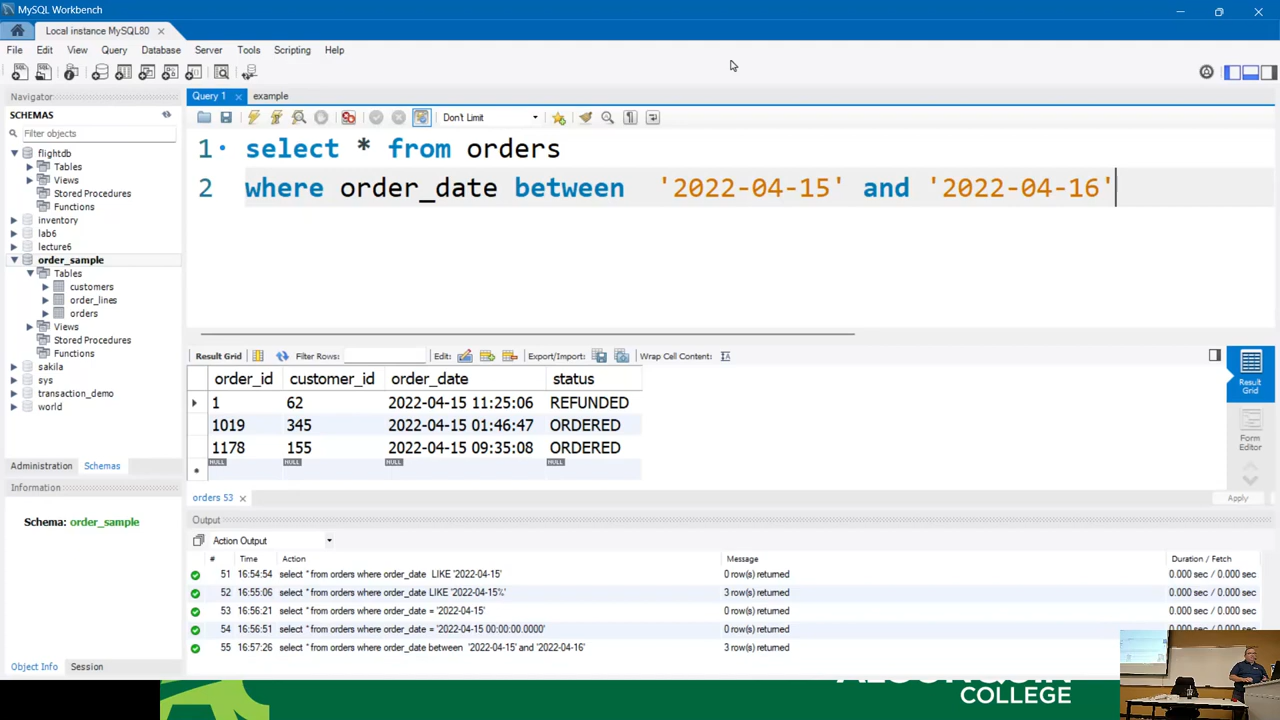 MySQL Workbench
Local instance MySQL80
File Edit View Query Database Server Tools Scripting Help
Navigator
SCHEMAS
Filter objects
flightdb
Tables
Views
Stored Procedures
Functions
inventory
lab6
lecture6
order_sample
Tables
customers
order_lines
orders
Views
Stored Procedures
Functions
sakila
sys
transaction_demo
world
Administration Schemas
Information
Schema: order_sample
Object Info Session
Query 1 example
Don't Limit
1 select * from orders
2 where order_date between '2022-04-15' and '2022-04-16'
Result Grid Filter Rows: Edit: Export/Import: Wrap Cell Content:
order_id customer_id order_date status
1 62 2022-04-15 11:25:06 REFUNDED
1019 345 2022-04-15 01:46:47 ORDERED
1178 155 2022-04-15 09:35:08 ORDERED
NULL NULL NULL NULL
Result Grid
Form Editor
orders 53 Apply
Output
Action Output
# Time Action Message Duration / Fetch
51 16:54:54 select * from orders where order_date LIKE '2022-04-15' 0 row(s) returned 0.000 sec / 0.000 sec
52 16:55:06 select * from orders where order_date LIKE '2022-04-15%' 3 row(s) returned 0.000 sec / 0.000 sec
53 16:56:21 select * from orders where order_date = '2022-04-15' 0 row(s) returned 0.000 sec / 0.000 sec
54 16:56:51 select * from orders where order_date = '2022-04-15 00:00:00.0000' 0 row(s) returned 0.000 sec / 0.000 sec
55 16:57:26 select * from orders where order_date between '2022-04-15' and '2022-04-16' 3 row(s) returned 0.000 sec / 0.000 sec
COLLEGE